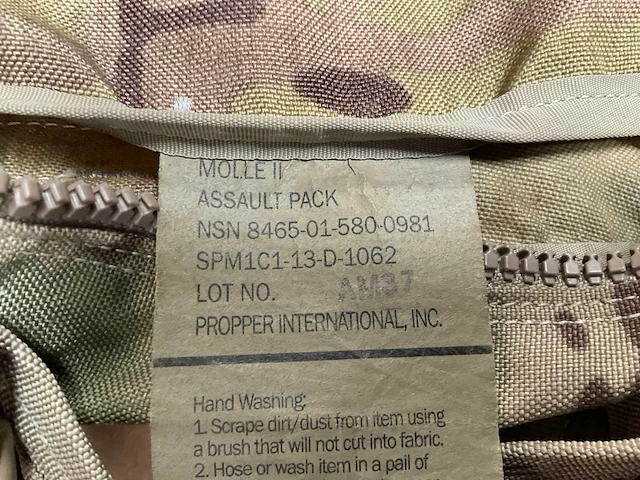 MOLLE II
ASSAULT PACK
NSN 8465-01-580-0981
SPM1C1-13-D-1062
LOT NO. AM37
PROPPER INTERNATIONAL, INC.
Hand Washing:
1. Scrape dirt/dust from item using
a brush that will not cut into fabric.
2. Hose or wash item in a pail of